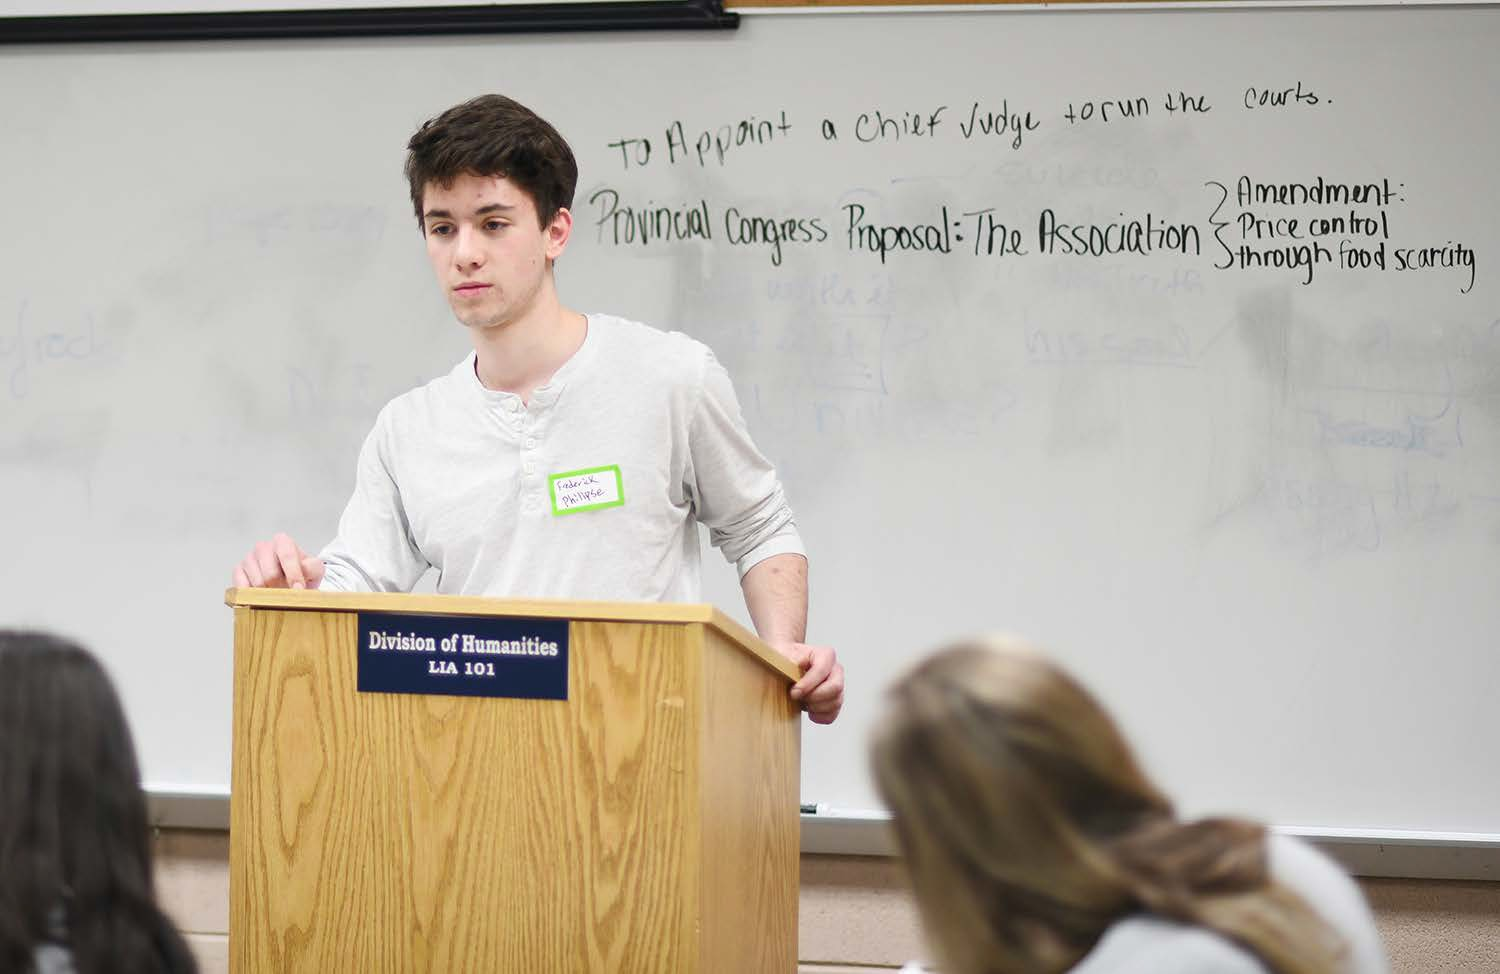 To Appoint a Chief Judge to run the courts.
Provincial Congress Proposal: The Association
Amendment:
Price control
through food scarcity
Frederick
Philipse
Division of Humanities
LIA 101